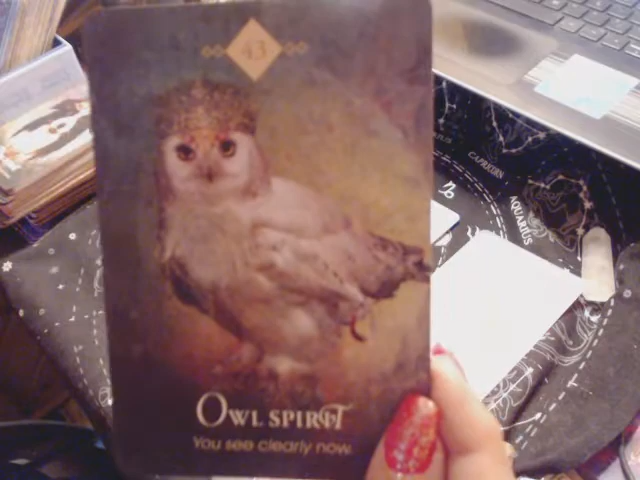 43
OWL SPIRIT
You see clearly now.
CAPRICORN
AQUARIUS